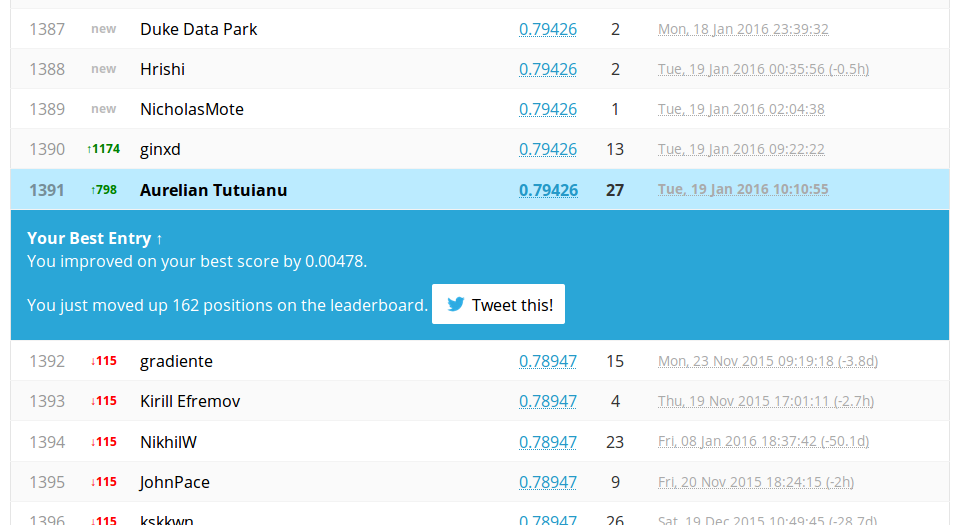 1387 new Duke Data Park 0.79426 2 Mon, 18 Jan 2016 23:39:32
1388 new Hrishi 0.79426 2 Tue, 19 Jan 2016 00:35:56 (-0.5h)
1389 new NicholasMote 0.79426 1 Tue, 19 Jan 2016 02:04:38
1390 ↑1174 ginxd 0.79426 13 Tue, 19 Jan 2016 09:22:22
1391 ↑798 Aurelian Tutuianu 0.79426 27 Tue, 19 Jan 2016 10:10:55
Your Best Entry ↑
You improved on your best score by 0.00478.
You just moved up 162 positions on the leaderboard. Tweet this!
1392 ↓115 gradiente 0.78947 15 Mon, 23 Nov 2015 09:19:18 (-3.8d)
1393 ↓115 Kirill Efremov 0.78947 4 Thu, 19 Nov 2015 17:01:11 (-2.7h)
1394 ↓115 NikhilW 0.78947 23 Fri, 08 Jan 2016 18:37:42 (-50.1d)
1395 ↓115 JohnPace 0.78947 9 Fri, 20 Nov 2015 18:24:15 (-2h)
1396 ↓115 kskkwn 0.78947 26 Sat, 19 Dec 2015 10:49:45 (-28.7d)